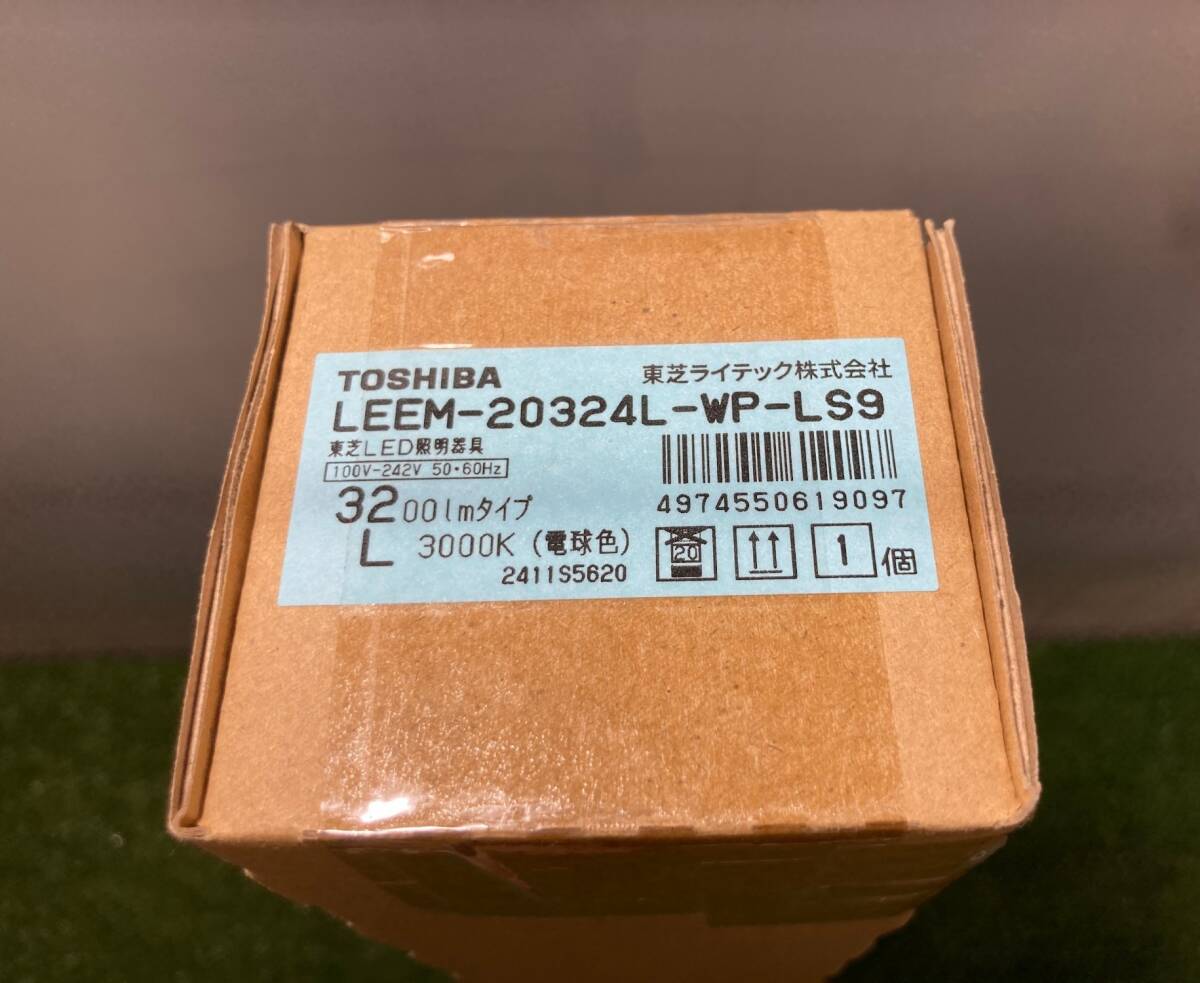 TOSHIBA 東芝ライテック株式会社
LEEM-20324L-WP-LS9
東芝LED照明器具
100V-242V 50・60Hz
4974550619097
3200lmタイプ
L 3000K (電球色)
2411S5620
20
1個